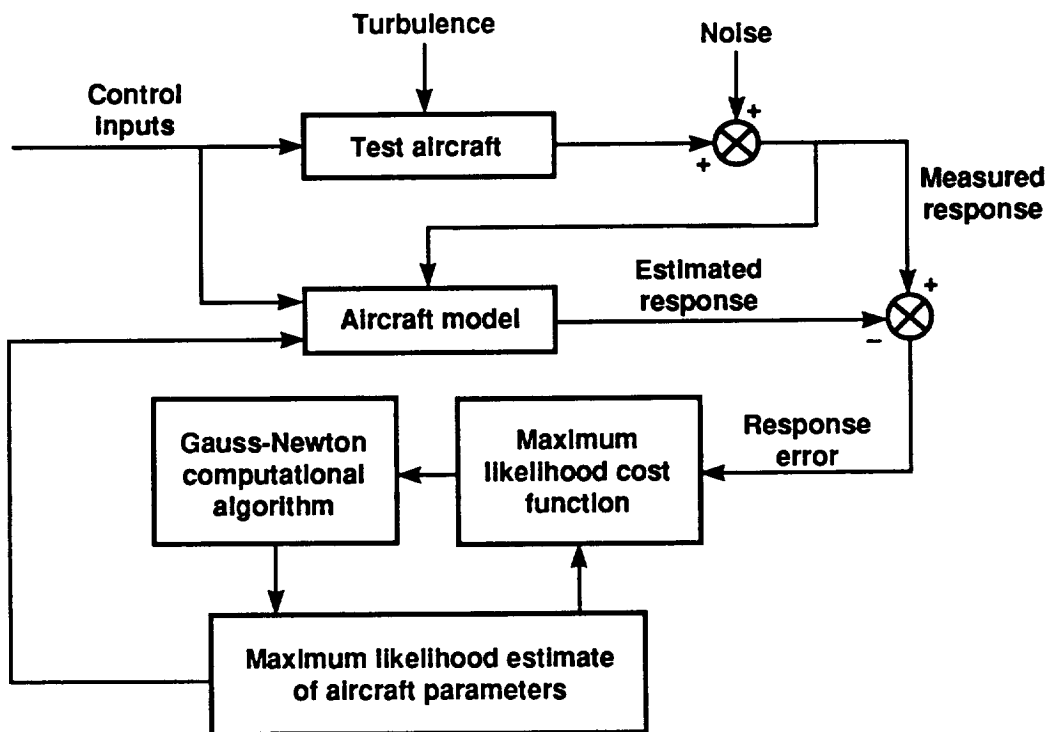 Turbulence
Noise
Control
inputs
+
Test aircraft
+
Measured
response
Estimated
response
+
Aircraft model
−
Gauss-Newton
computational
algorithm
Maximum
likelihood cost
function
Response
error
Maximum likelihood estimate
of aircraft parameters